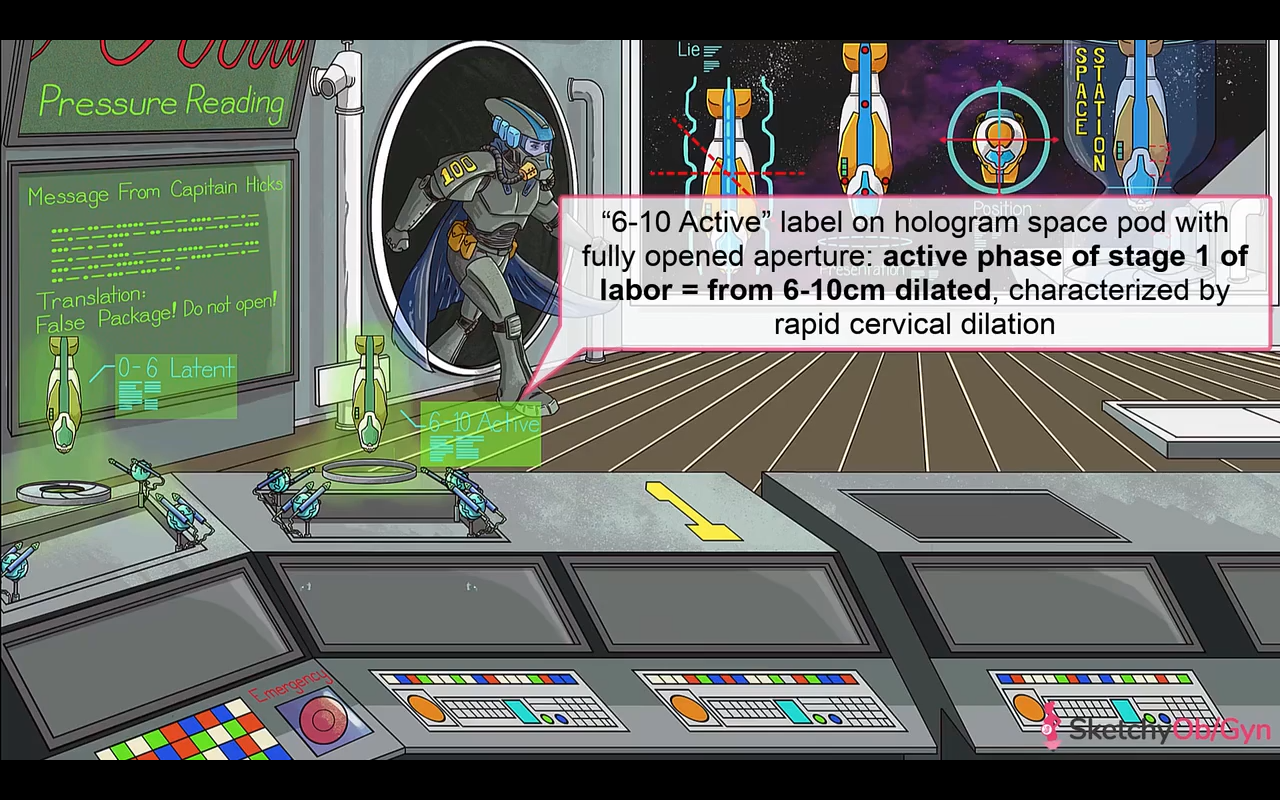 Pressure Reading
Message From Capitain Hicks
Translation:
False Package! Do not open!
0-6 Latent
6-10 Active
100
Lie
SPACE
STATION
Position
Presentation
“6-10 Active” label on hologram space pod with
fully opened aperture: active phase of stage 1 of
labor = from 6-10cm dilated, characterized by
rapid cervical dilation
Emergency
SketchyOb/Gyn